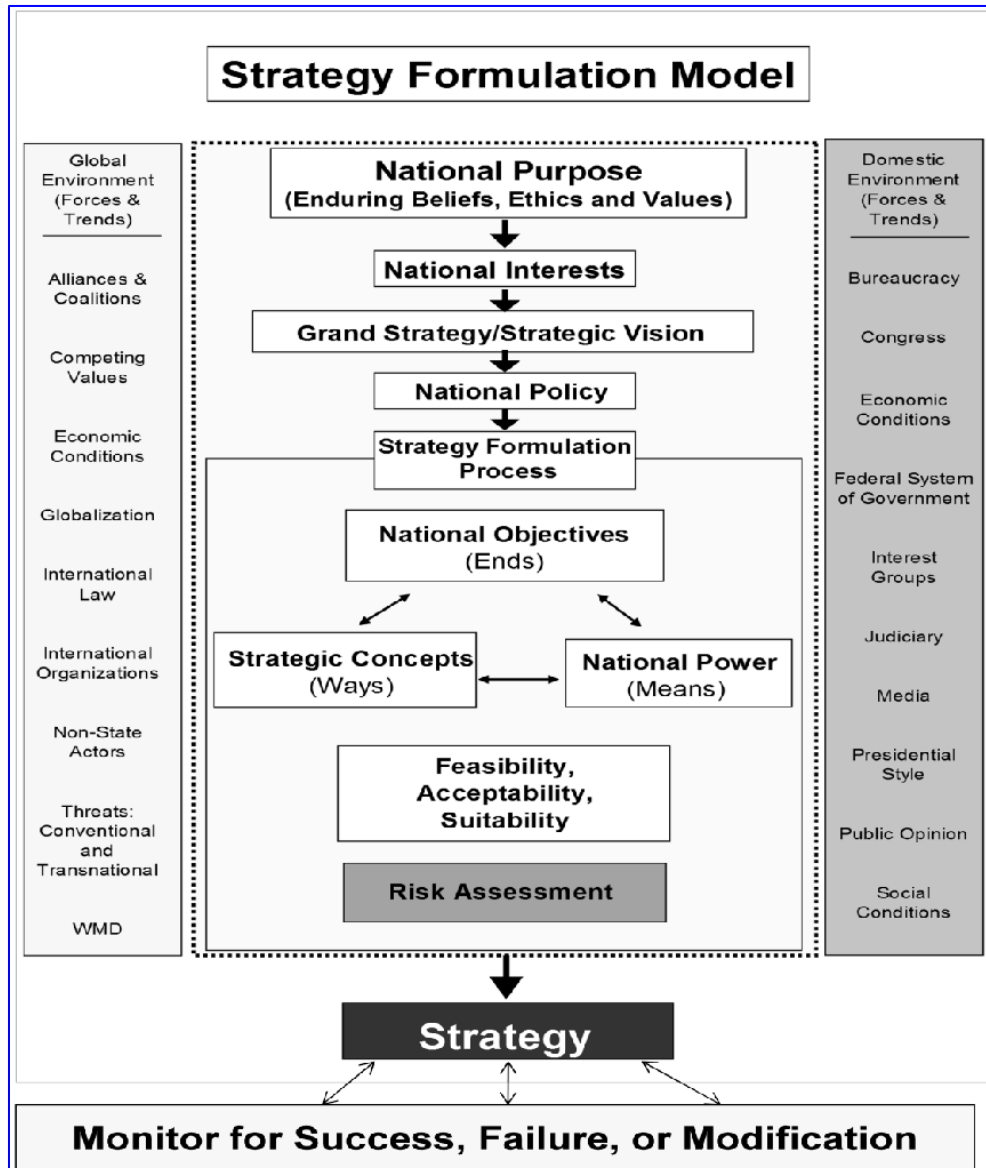 Strategy Formulation Model
Global
Environment
(Forces &
Trends)
Alliances &
Coalitions
Competing
Values
Economic
Conditions
Globalization
International
Law
International
Organizations
Non-State
Actors
Threats:
Conventional
and
Transnational
WMD
National Purpose
(Enduring Beliefs, Ethics and Values)
National Interests
Grand Strategy/Strategic Vision
National Policy
Strategy Formulation
Process
National Objectives
(Ends)
Strategic Concepts
(Ways)
National Power
(Means)
Feasibility,
Acceptability,
Suitability
Risk Assessment
Domestic
Environment
(Forces &
Trends)
Bureaucracy
Congress
Economic
Conditions
Federal System
of Government
Interest
Groups
Judiciary
Media
Presidential
Style
Public Opinion
Social
Conditions
Strategy
Monitor for Success, Failure, or Modification